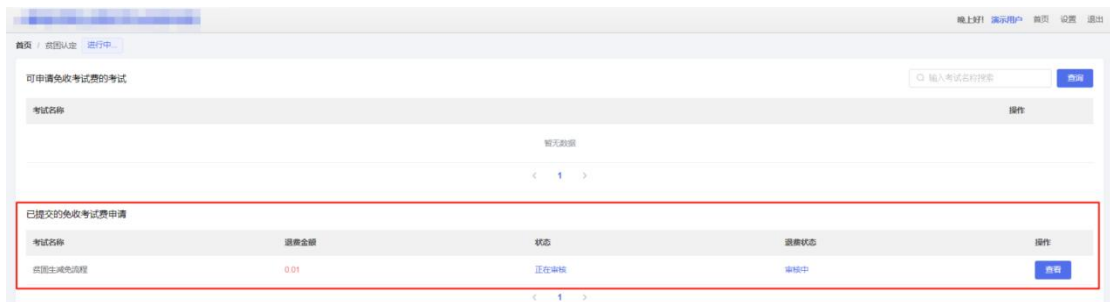 晚上好! 演示用户 首页 设置 退出
首页 / 贫困认定 进行中...
可申请免收考试费的考试 输入考试名称搜索 查询
考试名称 操作
暂无数据
< 1 >
已提交的免收考试费申请
考试名称 退费金额 状态 退费状态 操作
贫困生减免流程 0.01 正在审核 审核中 查看
< 1 >